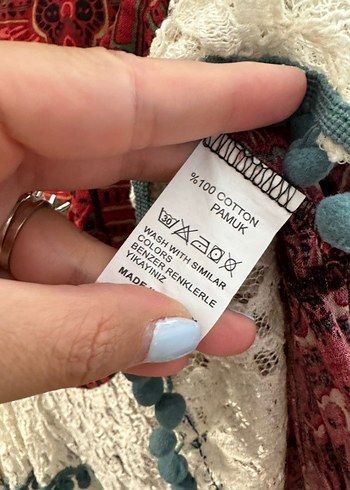 %100 COTTON
PAMUK
30
WASH WITH SIMILAR
COLORS
BENZER RENKLERLE
YIKAYINIZ
MADE